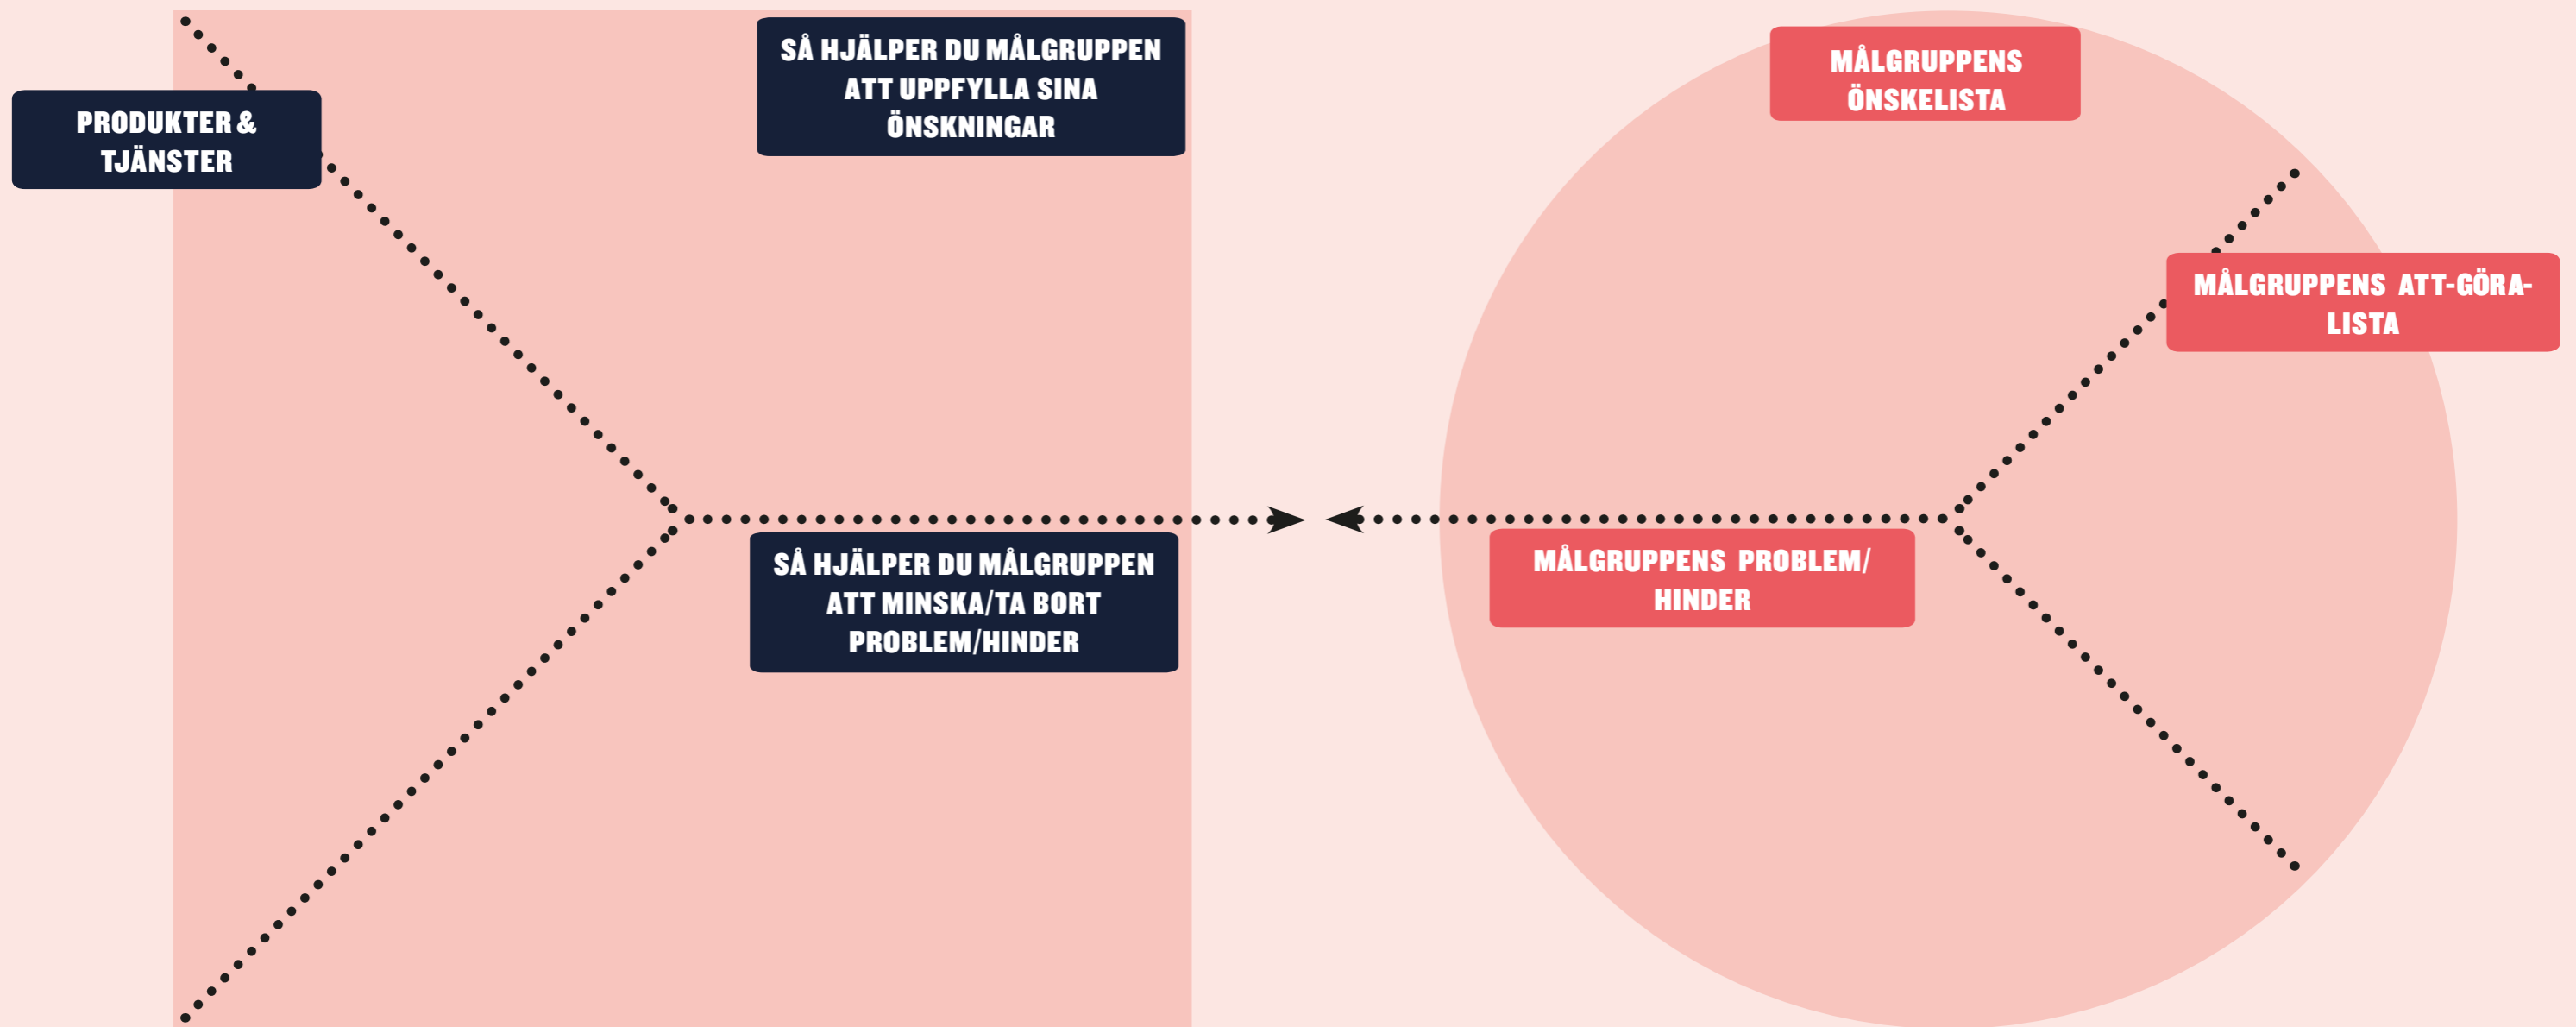 PRODUKTER &
TJÄNSTER
SÅ HJÄLPER DU MÅLGRUPPEN
ATT UPPFYLLA SINA
ÖNSKNINGAR
SÅ HJÄLPER DU MÅLGRUPPEN
ATT MINSKA/TA BORT
PROBLEM/HINDER
MÅLGRUPPENS
ÖNSKELISTA
MÅLGRUPPENS ATT-GÖRA-
LISTA
MÅLGRUPPENS PROBLEM/
HINDER